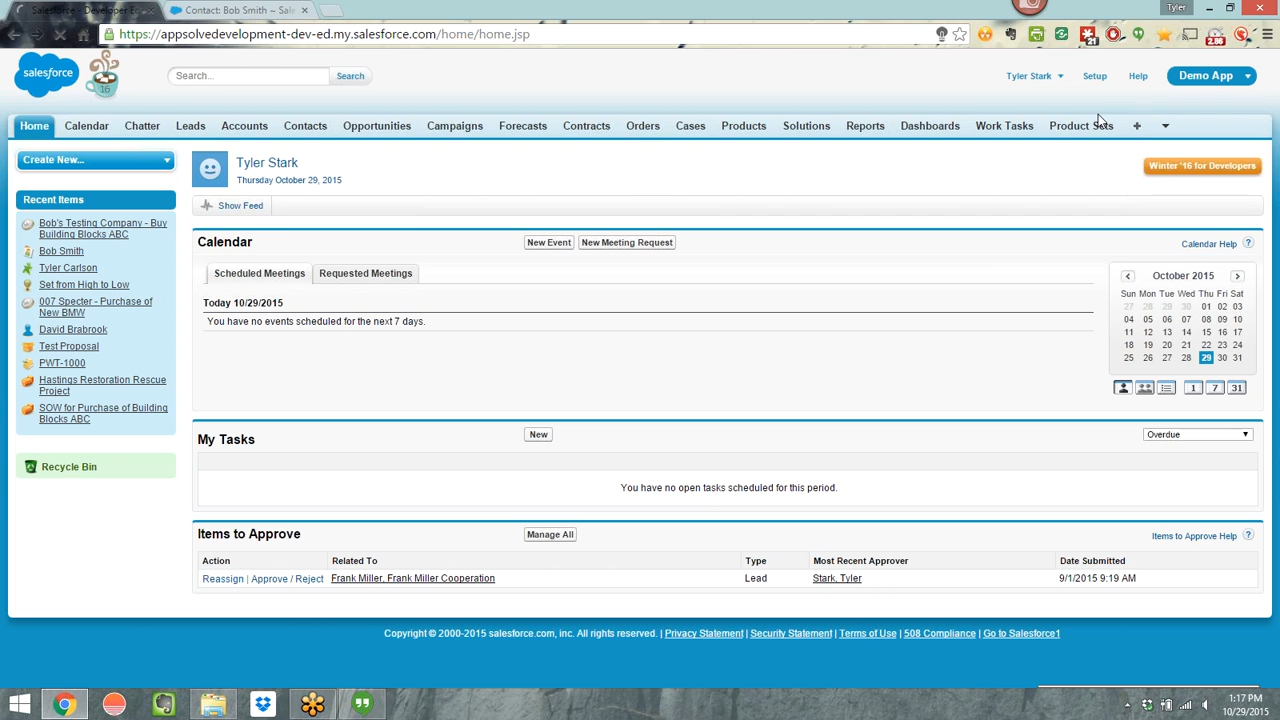 Salesforce - Developer E
Contact: Bob Smith ~ Sale
Tyler
https://appsolvedevelopment-dev-ed.my.salesforce.com/home/home.jsp
21
2.86
salesforce
16
Search...
Search
Tyler Stark
Setup
Help
Demo App
Home Calendar Chatter Leads Accounts Contacts Opportunities Campaigns Forecasts Contracts Orders Cases Products Solutions Reports Dashboards Work Tasks Product Sets +
Create New...
Recent Items
Bob's Testing Company - Buy
Building Blocks ABC
Bob Smith
Tyler Carlson
Set from High to Low
007 Specter - Purchase of
New BMW
David Brabrook
Test Proposal
PWT-1000
Hastings Restoration Rescue
Project
SOW for Purchase of Building
Blocks ABC
Recycle Bin
Tyler Stark
Thursday October 29, 2015
Winter '16 for Developers
Show Feed
Calendar
New Event
New Meeting Request
Calendar Help ?
Scheduled Meetings
Requested Meetings
Today 10/29/2015
You have no events scheduled for the next 7 days.
October 2015
Sun Mon Tue Wed Thu Fri Sat
27 28 29 30 01 02 03
04 05 06 07 08 09 10
11 12 13 14 15 16 17
18 19 20 21 22 23 24
25 26 27 28 29 30 31
1 7 31
My Tasks
New
Overdue
You have no open tasks scheduled for this period.
Items to Approve
Manage All
Items to Approve Help ?
Action Related To Type Most Recent Approver Date Submitted
Reassign | Approve / Reject Frank Miller, Frank Miller Cooperation Lead Stark, Tyler 9/1/2015 9:19 AM
Copyright © 2000-2015 salesforce.com, inc. All rights reserved. | Privacy Statement | Security Statement | Terms of Use | 508 Compliance | Go to Salesforce1
1:17 PM
10/29/2015